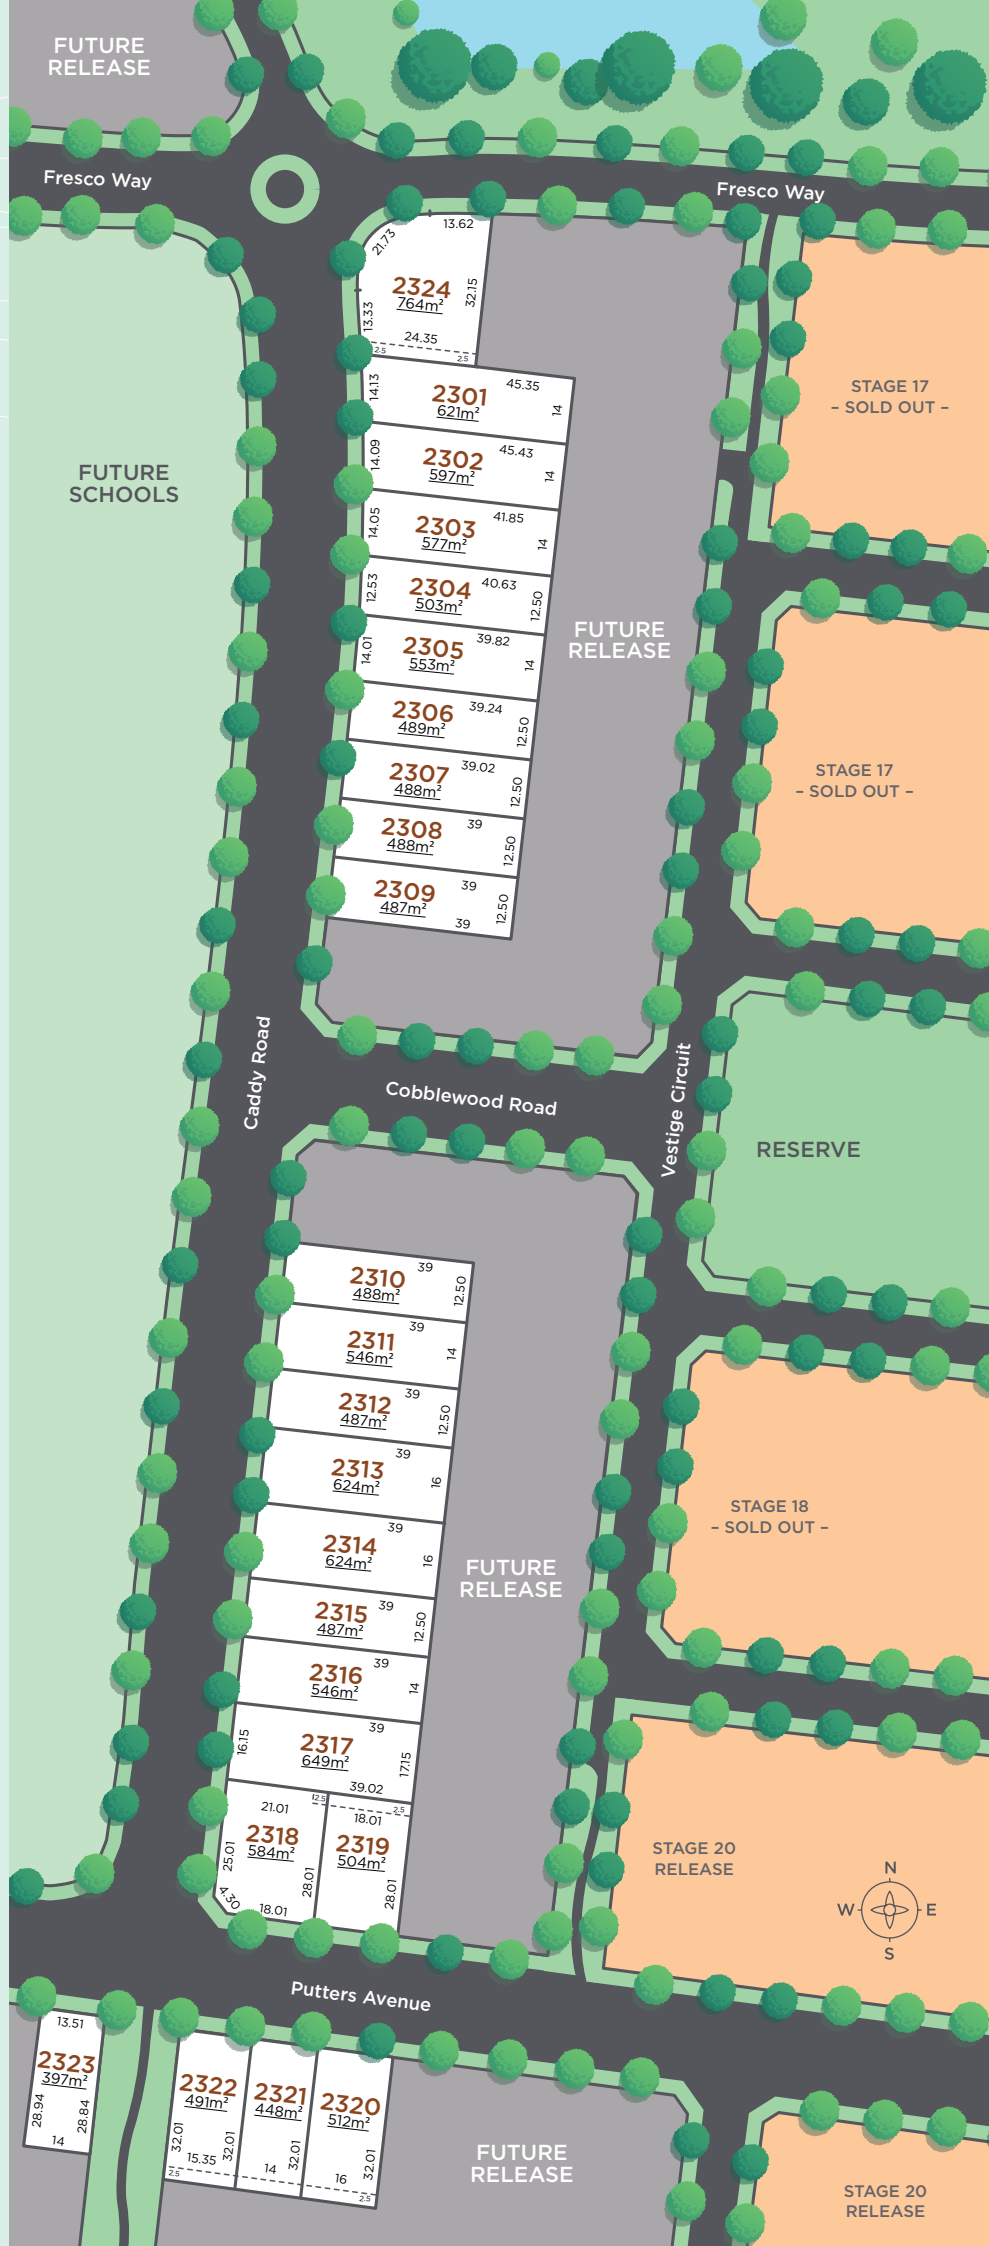 FUTURE
RELEASE
Fresco Way
Fresco Way
21.73
13.62
2324
764m²
32.15
13.33
24.35
2.5
2.5
14.13
45.35
2301
621m²
14
14.09
45.43
2302
597m²
14
14.05
41.85
2303
577m²
14
12.53
40.63
2304
503m²
12.50
14.01
39.82
2305
553m²
14
39.24
2306
489m²
12.50
39.02
2307
488m²
12.50
39
2308
488m²
12.50
39
2309
487m²
39
12.50
FUTURE
SCHOOLS
FUTURE
RELEASE
STAGE 17
– SOLD OUT –
STAGE 17
– SOLD OUT –
Caddy Road
Cobblewood Road
Vestige Circuit
RESERVE
39
2310
488m²
12.50
39
2311
546m²
14
39
2312
487m²
12.50
39
2313
624m²
16
39
2314
624m²
16
39
2315
487m²
12.50
39
2316
546m²
14
39
16.15
2317
649m²
17.15
39.02
FUTURE
RELEASE
STAGE 18
– SOLD OUT –
21.01
12.5
2.5
18.01
2318
584m²
25.01
28.01
4.30
18.01
2319
504m²
28.01
STAGE 20
RELEASE
N
W
E
S
Putters Avenue
13.51
2323
397m²
28.94
28.84
14
2322
491m²
32.01
32.01
15.35
2.5
2321
448m²
32.01
14
2320
512m²
32.01
16
2.5
FUTURE
RELEASE
STAGE 20
RELEASE